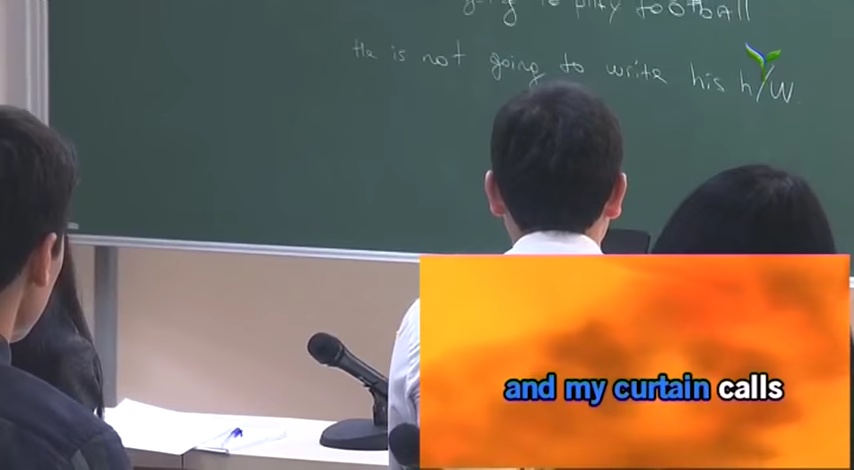 going to play football
He is not going to write his h/W.
and my curtain calls